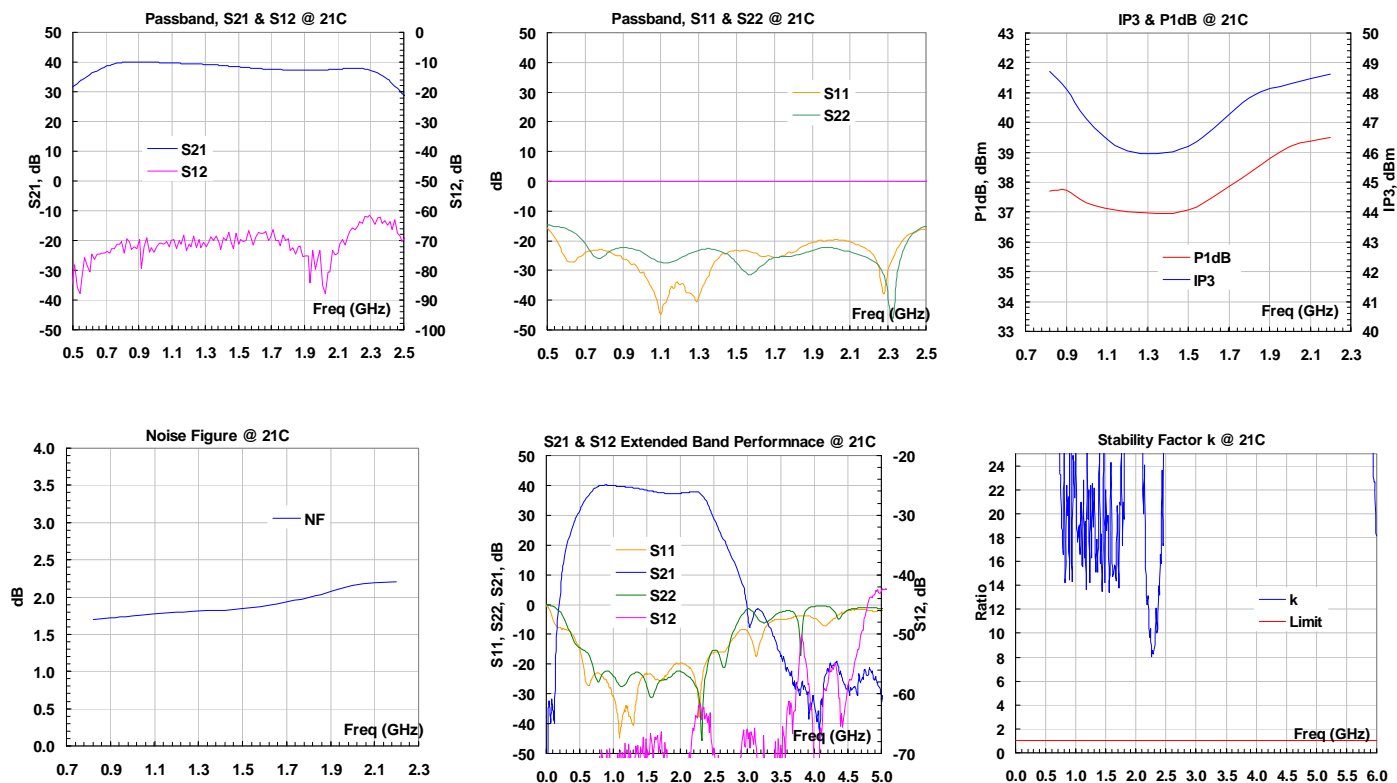 Passband, S21 & S12 @ 21C
50 40 30 20 10 0 -10 -20 -30 -40 -50
S21, dB
0 -10 -20 -30 -40 -50 -60 -70 -80 -90 -100
S12, dB
S21
S12
Freq (GHz)
0.5 0.7 0.9 1.1 1.3 1.5 1.7 1.9 2.1 2.3 2.5
Passband, S11 & S22 @ 21C
50 40 30 20 10 0 -10 -20 -30 -40 -50
dB
S11
S22
Freq (GHz)
0.5 0.7 0.9 1.1 1.3 1.5 1.7 1.9 2.1 2.3 2.5
IP3 & P1dB @ 21C
43 42 41 40 39 38 37 36 35 34 33
P1dB, dBm
50 49 48 47 46 45 44 43 42 41 40
IP3, dBm
P1dB
IP3
Freq (GHz)
0.7 0.9 1.1 1.3 1.5 1.7 1.9 2.1 2.3
Noise Figure @ 21C
4.0 3.5 3.0 2.5 2.0 1.5 1.0 0.5 0.0
dB
NF
Freq (GHz)
0.7 0.9 1.1 1.3 1.5 1.7 1.9 2.1 2.3
S21 & S12 Extended Band Performnace @ 21C
50 40 30 20 10 0 -10 -20 -30 -40 -50
S11, S22, S21, dB
-20 -30 -40 -50 -60 -70
S12, dB
S11
S21
S22
S12
Freq (GHz)
0.0 0.5 1.0 1.5 2.0 2.5 3.0 3.5 4.0 4.5 5.0
Stability Factor k @ 21C
24 22 20 18 16 14 12 10 8 6 4 2 0
Ratio
k
Limit
Freq (GHz)
0.0 0.5 1.0 1.5 2.0 2.5 3.0 3.5 4.0 4.5 5.0 5.5 6.0